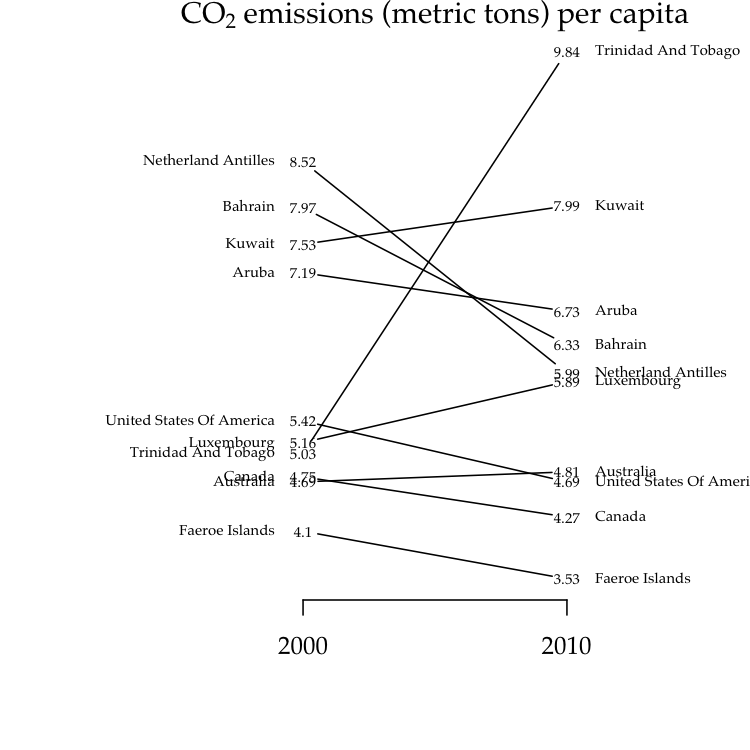 CO2 emissions (metric tons) per capita
9.84 Trinidad And Tobago
Netherland Antilles 8.52
Bahrain 7.97
7.99 Kuwait
Kuwait 7.53
Aruba 7.19
6.73 Aruba
6.33 Bahrain
5.99 Netherland Antilles
5.89 Luxembourg
United States Of America 5.42
Luxembourg 5.16
Trinidad And Tobago 5.03
Canada 4.75
Australia 4.69
4.81 Australia
4.69 United States Of Ameri
4.27 Canada
Faeroe Islands 4.1
3.53 Faeroe Islands
2000 2010